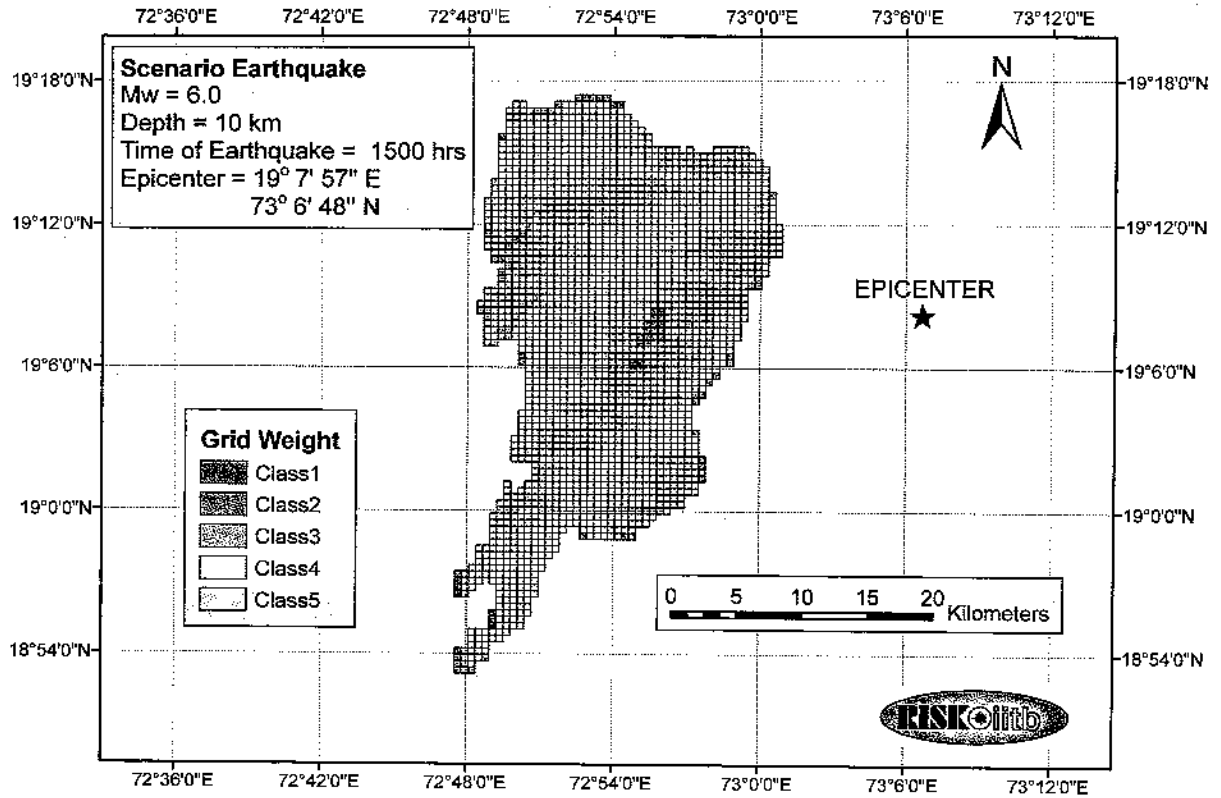 72°36'0"E 72°42'0"E 72°48'0"E 72°54'0"E 73°0'0"E 73°6'0"E 73°12'0"E
Scenario Earthquake
Mw = 6.0
Depth = 10 km
Time of Earthquake = 1500 hrs
Epicenter = 19° 7' 57" E
73° 6' 48" N
N
19°18'0"N 19°18'0"N
19°12'0"N 19°12'0"N
EPICENTER
19°6'0"N 19°6'0"N
Grid Weight
Class1
Class2
Class3
Class4
Class5
19°0'0"N 19°0'0"N
0 5 10 15 20
Kilometers
18°54'0"N 18°54'0"N
RISK iitb
72°36'0"E 72°42'0"E 72°48'0"E 72°54'0"E 73°0'0"E 73°6'0"E 73°12'0"E